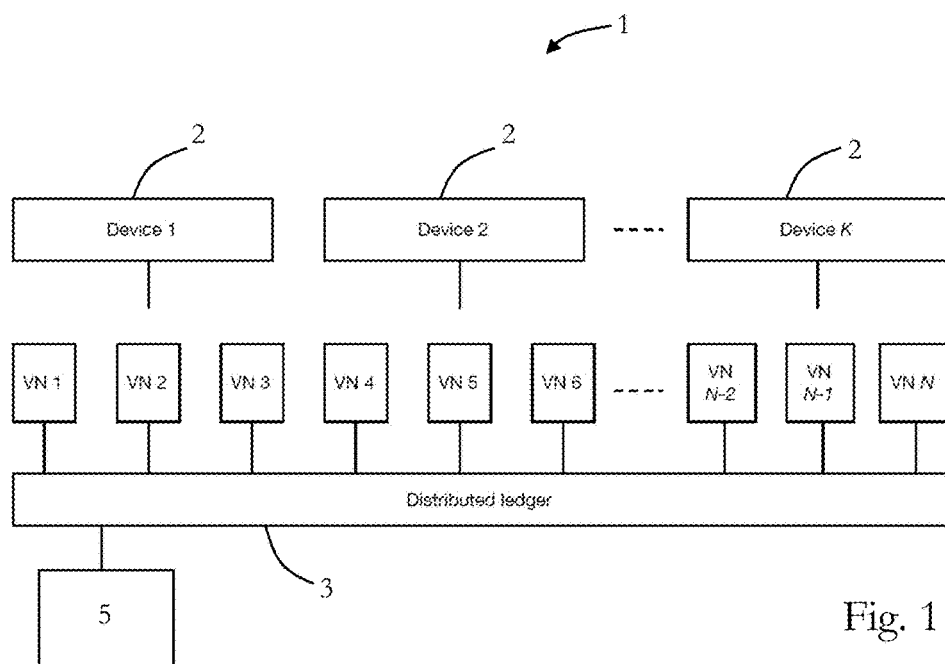 1
2 2 2
Device 1 Device 2 Device K
VN 1 VN 2 VN 3 VN 4 VN 5 VN 6 VN N-2 VN N-1 VN N
Distributed ledger
3
5
Fig. 1